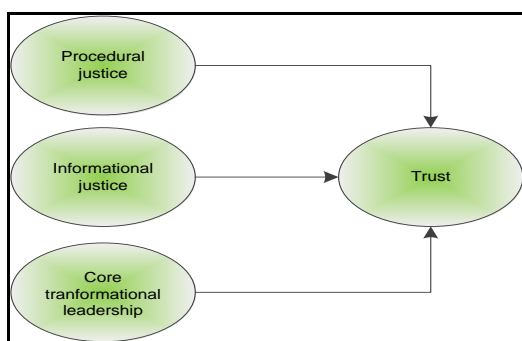 Procedural
justice
Informational
justice
Trust
Core
tranformational
leadership